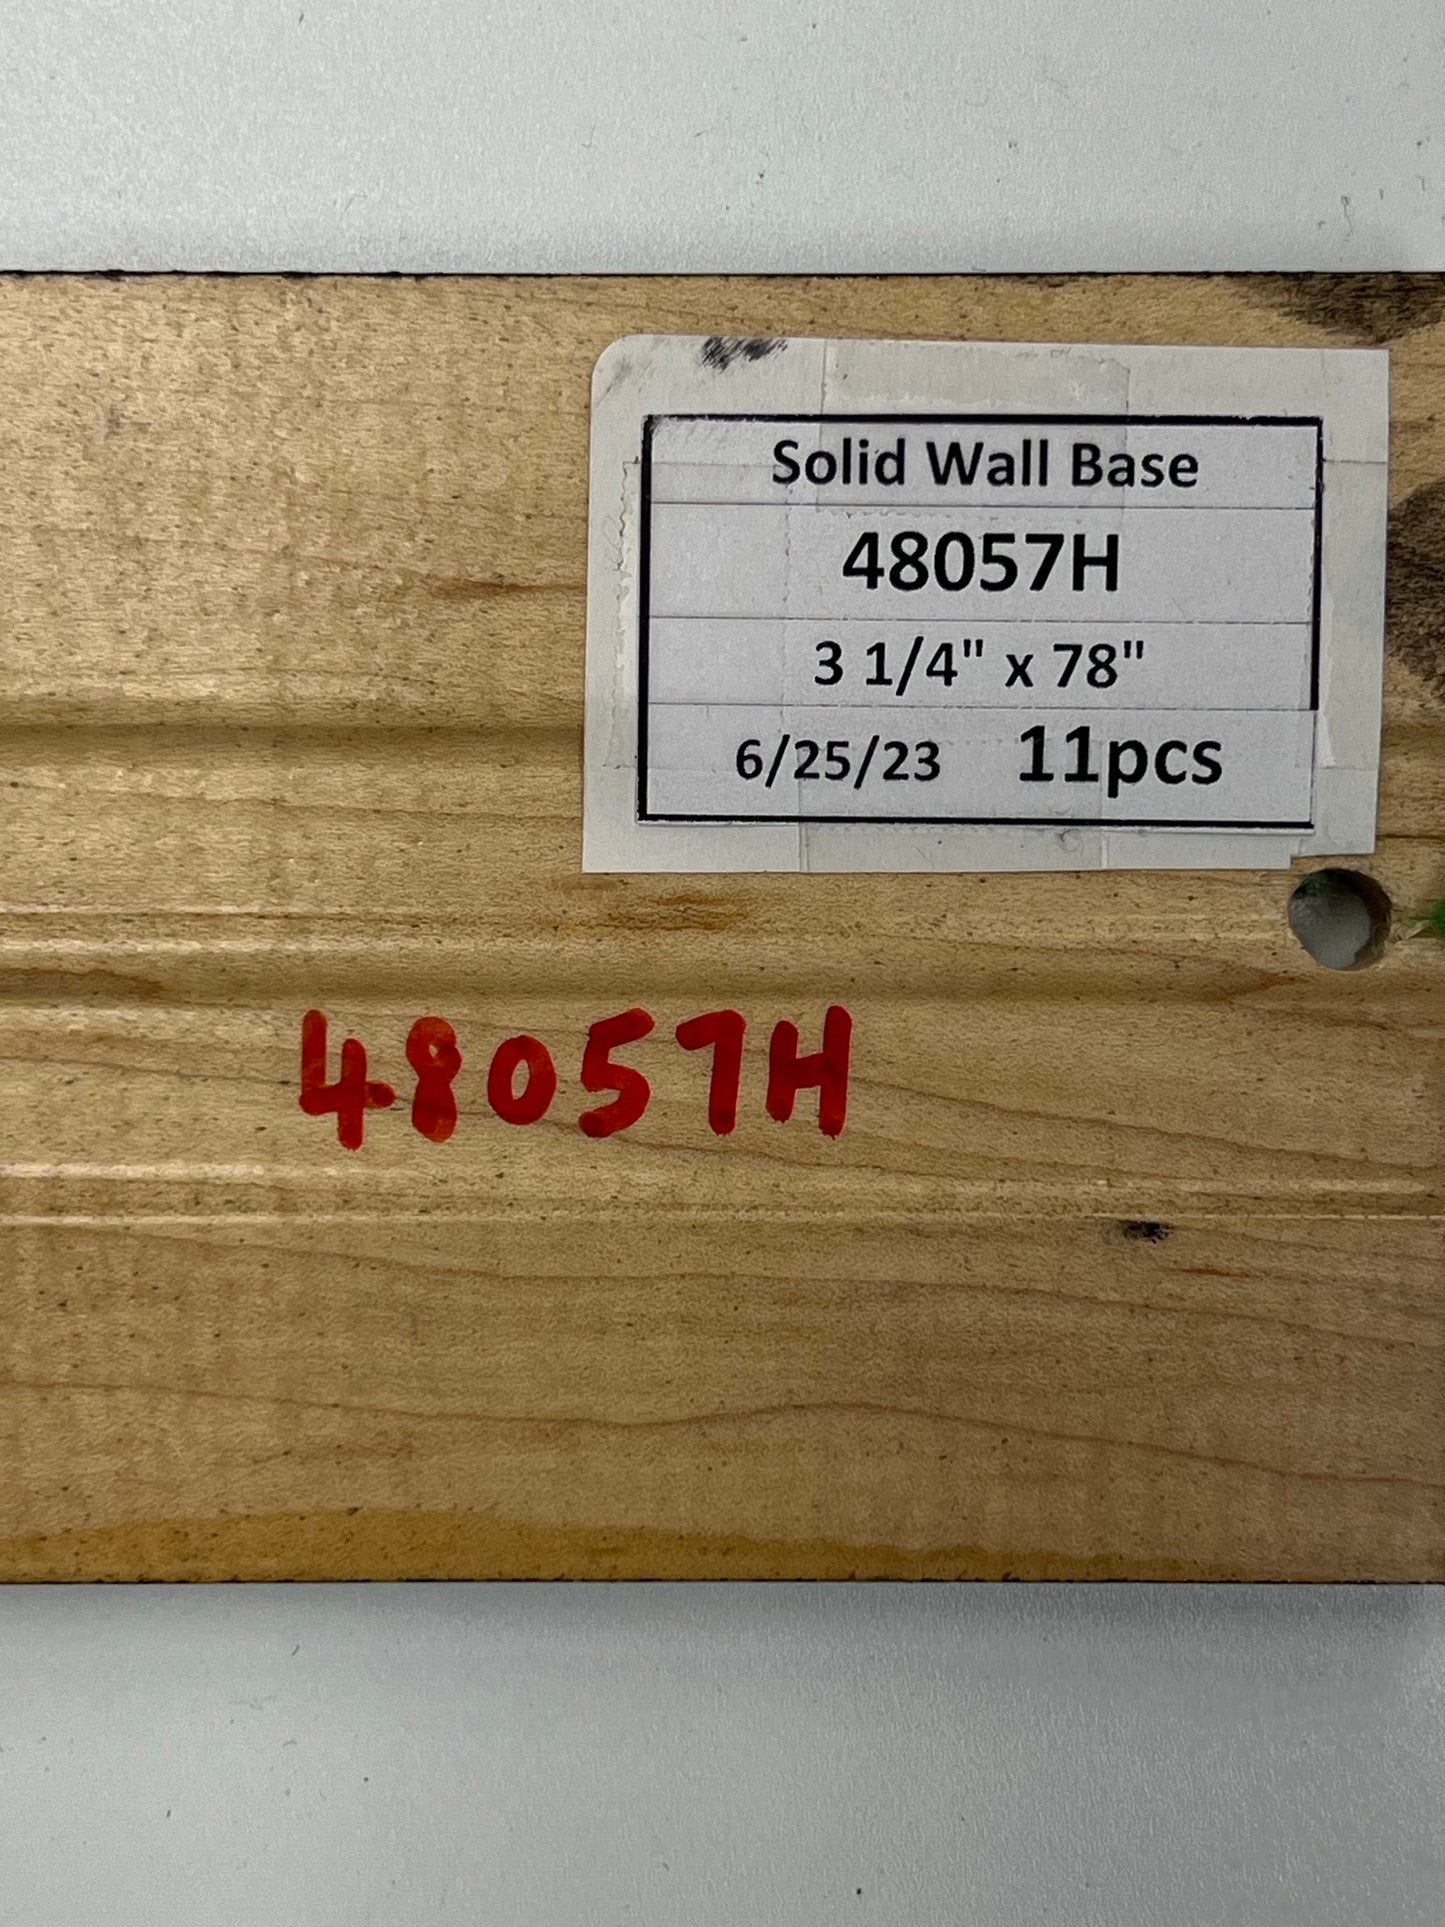 Solid Wall Base
48057H
3 1/4" x 78"
6/25/23 11pcs
48057H